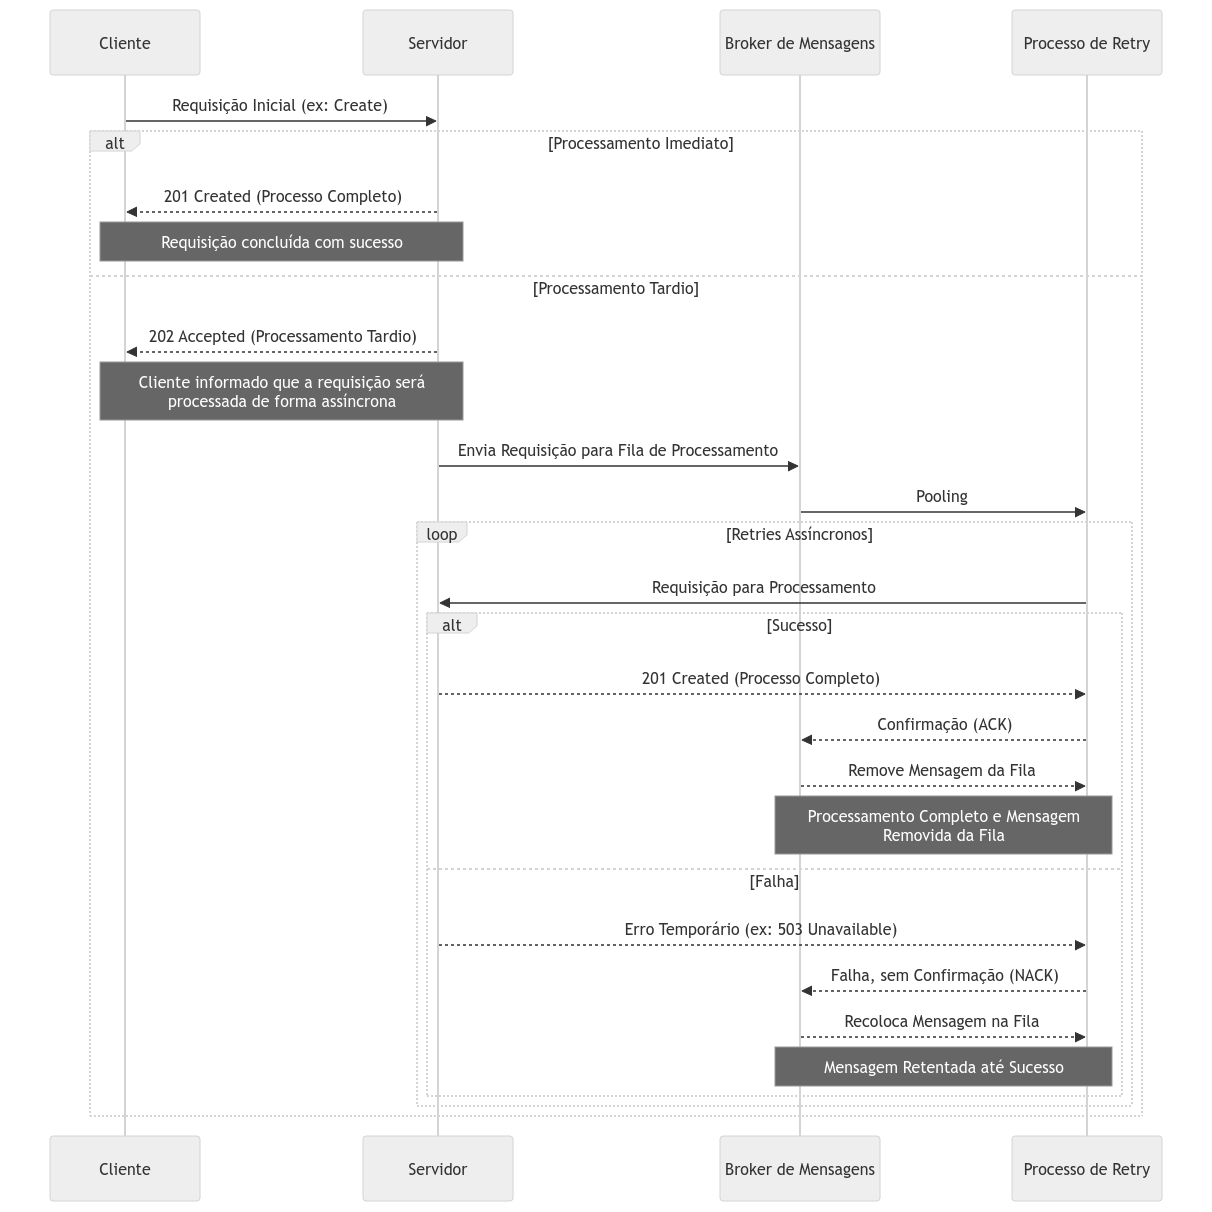 Cliente
Servidor
Broker de Mensagens
Processo de Retry
Requisição Inicial (ex: Create)
alt
[Processamento Imediato]
201 Created (Processo Completo)
Requisição concluída com sucesso
[Processamento Tardio]
202 Accepted (Processamento Tardio)
Cliente informado que a requisição será
processada de forma assíncrona
Envia Requisição para Fila de Processamento
Pooling
loop
[Retries Assíncronos]
Requisição para Processamento
alt
[Sucesso]
201 Created (Processo Completo)
Confirmação (ACK)
Remove Mensagem da Fila
Processamento Completo e Mensagem
Removida da Fila
[Falha]
Erro Temporário (ex: 503 Unavailable)
Falha, sem Confirmação (NACK)
Recoloca Mensagem na Fila
Mensagem Retentada até Sucesso
Cliente
Servidor
Broker de Mensagens
Processo de Retry